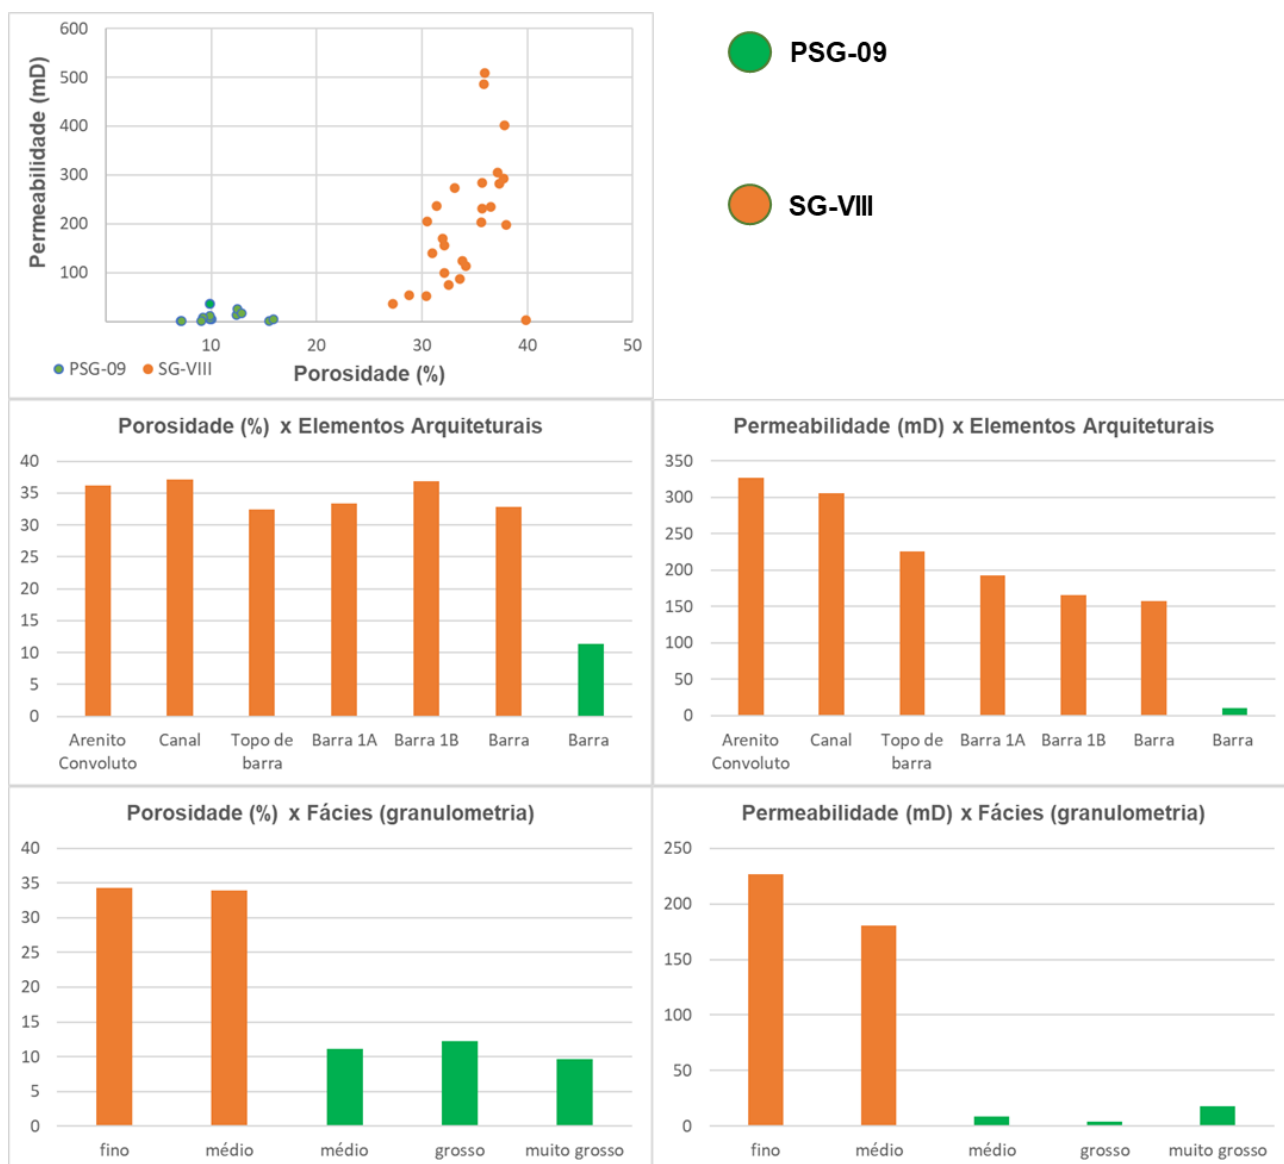 600
500
400
300
200
100
Permeabilidade (mD)
10
20
30
40
50
PSG-09
SG-VIII
Porosidade (%)
PSG-09
SG-VIII
Porosidade (%) x Elementos Arquiteturais
40
35
30
25
20
15
10
5
0
Arenito Canal Topo de Barra 1A Barra 1B Barra Barra
Convoluto barra
Permeabilidade (mD) x Elementos Arquiteturais
350
300
250
200
150
100
50
0
Arenito Canal Topo de Barra 1A Barra 1B Barra Barra
Convoluto barra
Porosidade (%) x Fácies (granulometria)
40
35
30
25
20
15
10
5
0
fino médio médio grosso muito grosso
Permeabilidade (mD) x Fácies (granulometria)
250
200
150
100
50
0
fino médio médio grosso muito grosso